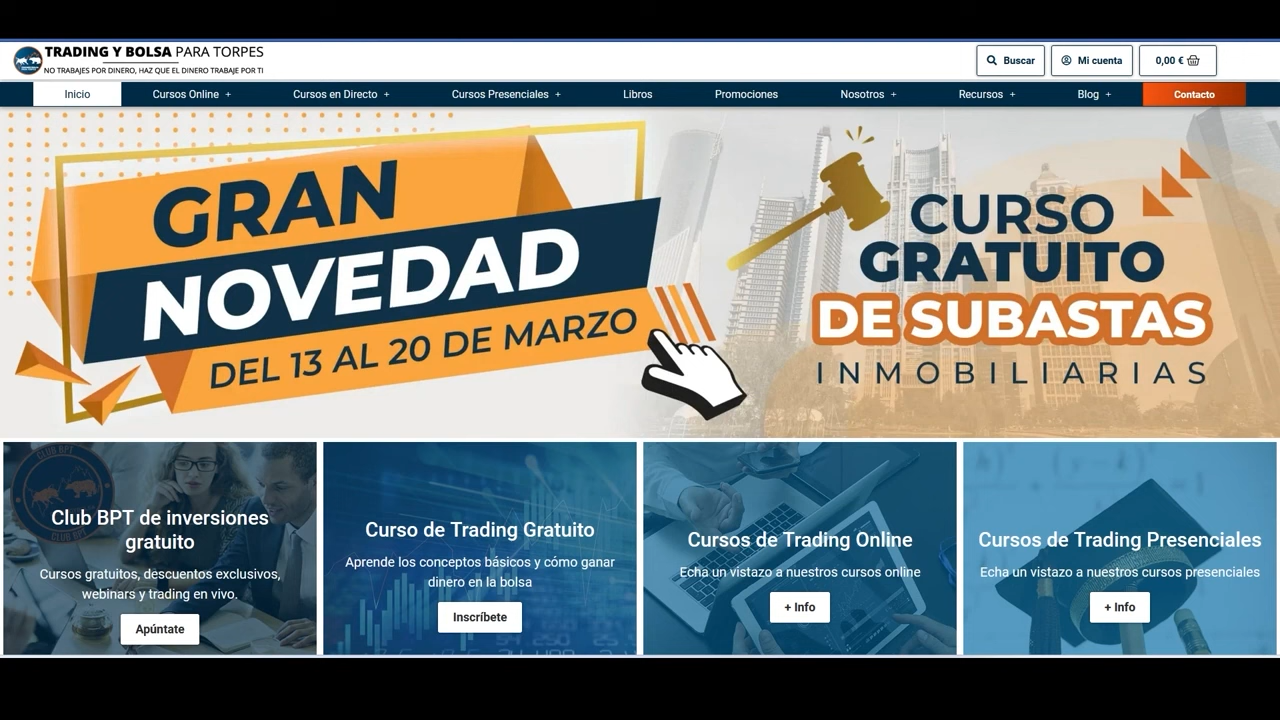 TRADING Y BOLSA PARA TORPES
NO TRABAJES POR DINERO, HAZ QUE EL DINERO TRABAJE POR TI
Buscar
Mi cuenta
0,00 €
Inicio
Cursos Online +
Cursos en Directo +
Cursos Presenciales +
Libros
Promociones
Nosotros +
Recursos +
Blog +
Contacto
GRAN
NOVEDAD
DEL 13 AL 20 DE MARZO
CURSO
GRATUITO
DE SUBASTAS
INMOBILIARIAS
CLUB BPT
CLUB BPT
Club BPT de inversiones
gratuito
Cursos gratuitos, descuentos exclusivos,
webinars y trading en vivo.
Apúntate
Curso de Trading Gratuito
Aprende los conceptos básicos y cómo ganar
dinero en la bolsa
Inscríbete
Cursos de Trading Online
Echa un vistazo a nuestros cursos online
+ Info
Cursos de Trading Presenciales
Echa un vistazo a nuestros cursos presenciales
+ Info